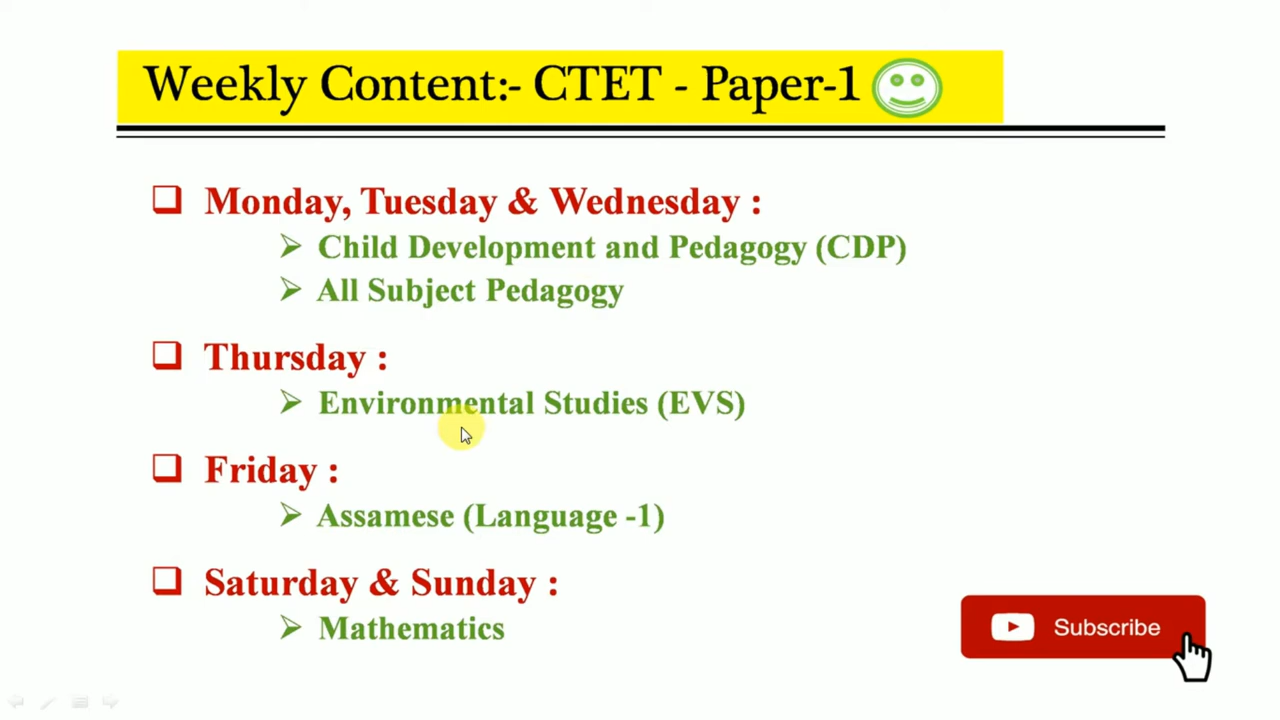 Weekly Content:- CTET - Paper-1
Monday, Tuesday & Wednesday :
Child Development and Pedagogy (CDP)
All Subject Pedagogy
Thursday :
Environmental Studies (EVS)
Friday :
Assamese (Language -1)
Saturday & Sunday :
Mathematics
Subscribe